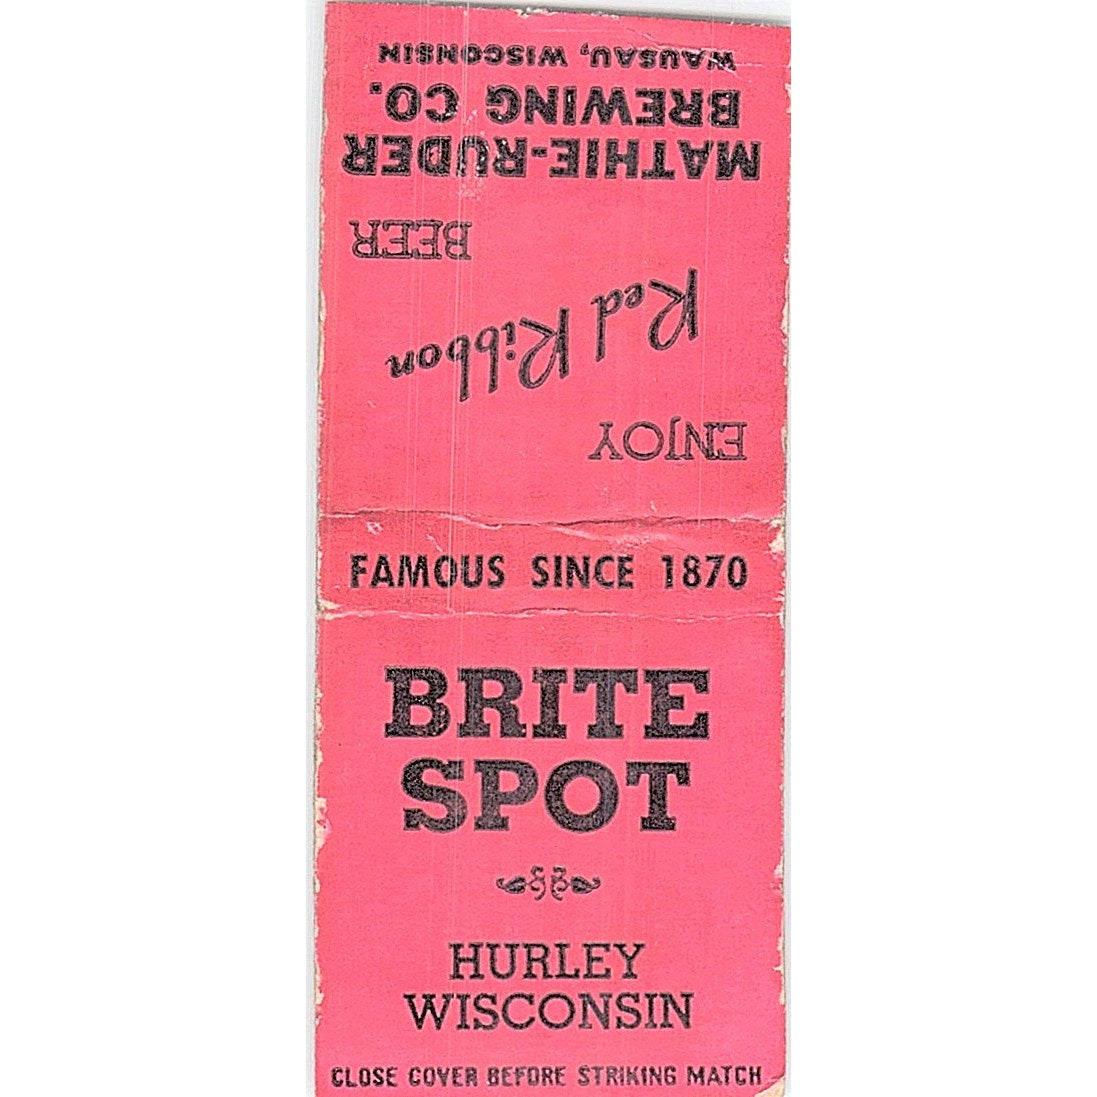 FAMOUS SINCE 1870
BRITE
SPOT
HURLEY
WISCONSIN
CLOSE COVER BEFORE STRIKING MATCH
ENJOY
Red Ribbon
BEER
MATHIE-RUDER
BREWING CO.
WAUSAU, WISCONSIN